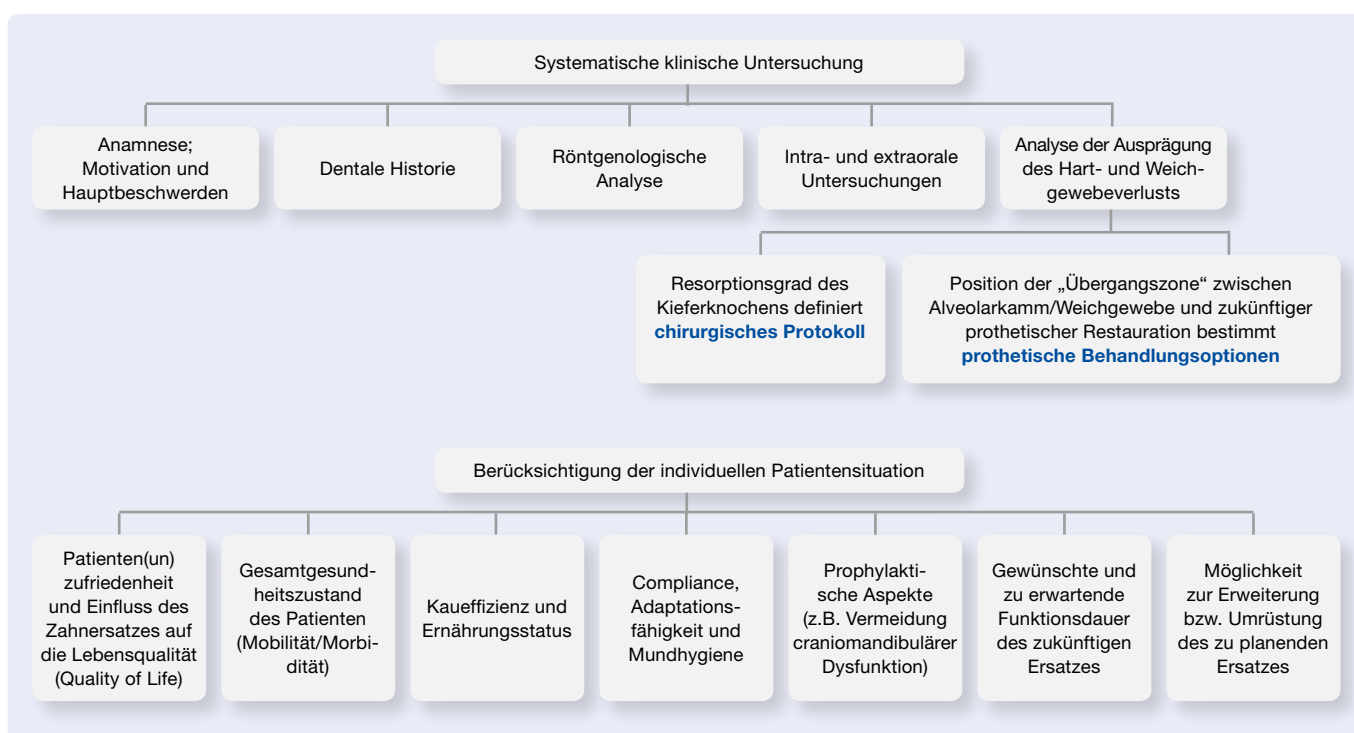 Systematische klinische Untersuchung
Anamnese;
Motivation und
Hauptbeschwerden
Dentale Historie
Röntgenologische
Analyse
Intra- und extraorale
Untersuchungen
Analyse der Ausprägung
des Hart- und Weich-
gewebeverlusts
Resorptionsgrad des
Kieferknochens definiert
chirurgisches Protokoll
Position der „Übergangszone“ zwischen
Alveolarkamm/Weichgewebe und zukünftiger
prothetischer Restauration bestimmt
prothetische Behandlungsoptionen
Berücksichtigung der individuellen Patientensituation
Patienten(un)
zufriedenheit
und Einfluss des
Zahnersatzes auf
die Lebensqualität
(Quality of Life)
Gesamtgesund-
heitszustand
des Patienten
(Mobilität/Morbi-
dität)
Kaueffizienz und
Ernährungsstatus
Compliance,
Adaptations-
fähigkeit und
Mundhygiene
Prophylakti-
sche Aspekte
(z.B. Vermeidung
craniomandibulärer
Dysfunktion)
Gewünschte und
zu erwartende
Funktionsdauer
des zukünftigen
Ersatzes
Möglichkeit
zur Erweiterung
bzw. Umrüstung
des zu planenden
Ersatzes